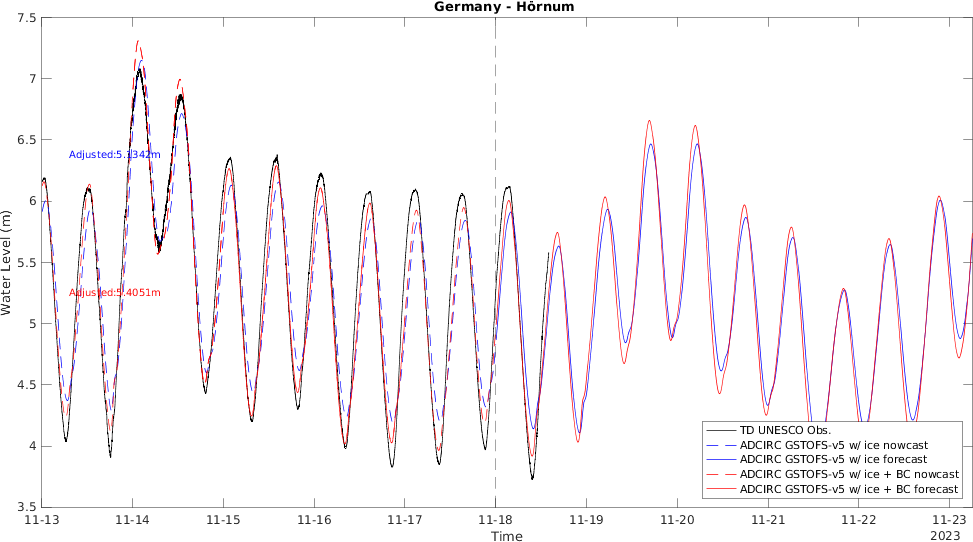 Germany - Hörnum
7.5
7
6.5
6
5.5
5
4.5
4
3.5
Water Level (m)
Adjusted:5.1342m
Adjusted:5.4051m
TD UNESCO Obs.
ADCIRC GSTOFS-v5 w/ ice nowcast
ADCIRC GSTOFS-v5 w/ ice forecast
ADCIRC GSTOFS-v5 w/ ice + BC nowcast
ADCIRC GSTOFS-v5 w/ ice + BC forecast
11-13 11-14 11-15 11-16 11-17 11-18 11-19 11-20 11-21 11-22 11-23
2023
Time